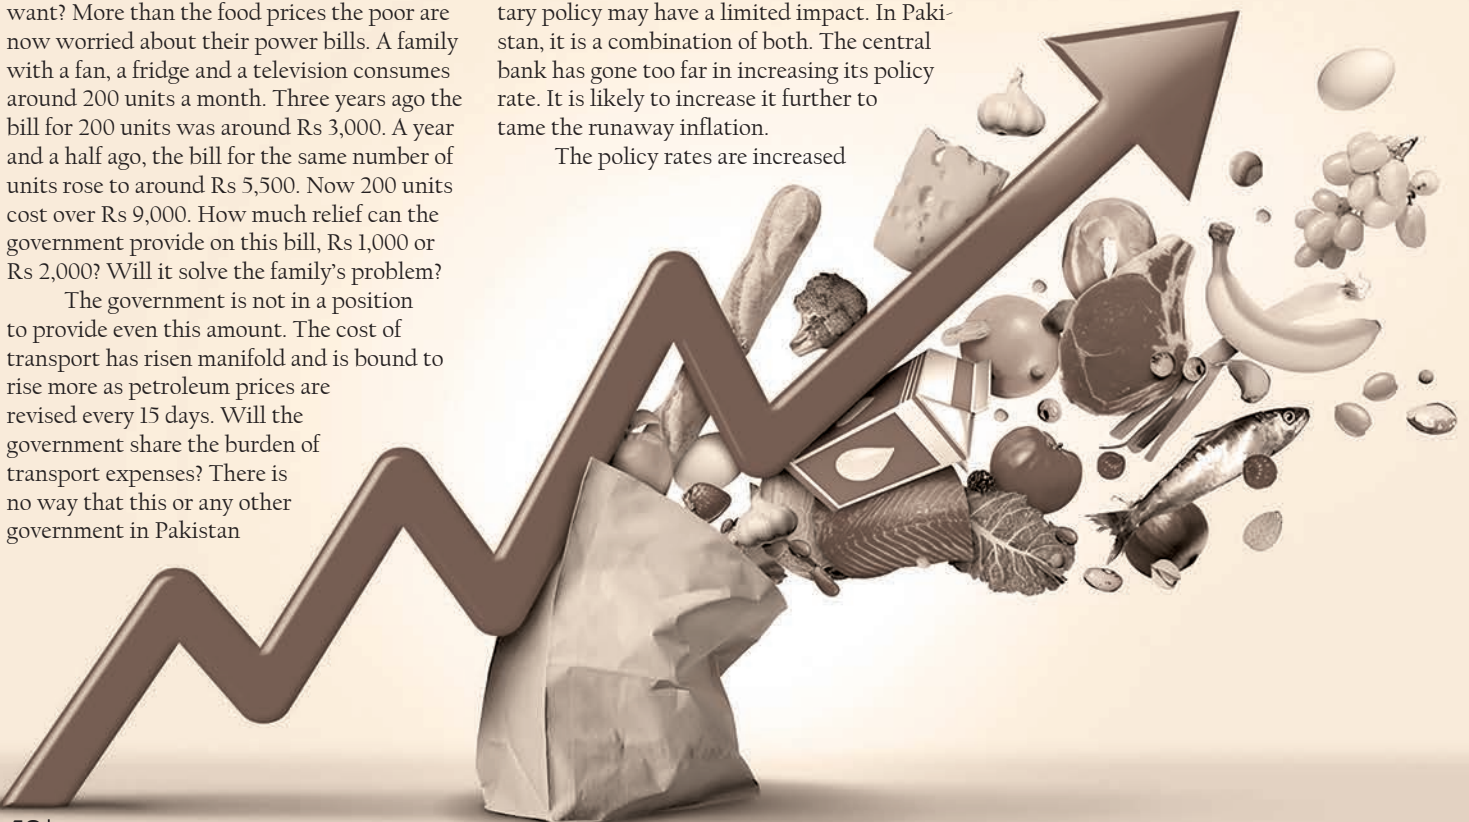 want? More than the food prices the poor are
now worried about their power bills. A family
with a fan, a fridge and a television consumes
around 200 units a month. Three years ago the
bill for 200 units was around Rs 3,000. A year
and a half ago, the bill for the same number of
units rose to around Rs 5,500. Now 200 units
cost over Rs 9,000. How much relief can the
government provide on this bill, Rs 1,000 or
Rs 2,000? Will it solve the family’s problem?
The government is not in a position
to provide even this amount. The cost of
transport has risen manifold and is bound to
rise more as petroleum prices are
revised every 15 days. Will the
government share the burden of
transport expenses? There is
no way that this or any other
government in Pakistan
tary policy may have a limited impact. In Paki-
stan, it is a combination of both. The central
bank has gone too far in increasing its policy
rate. It is likely to increase it further to
tame the runaway inflation.
The policy rates are increased